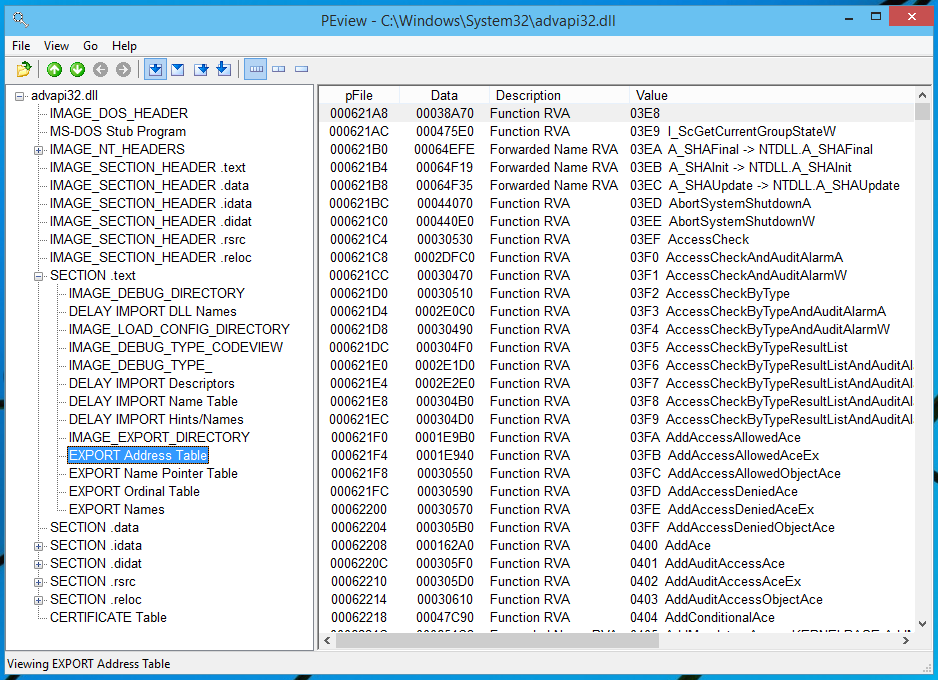 PEview - C:\Windows\System32\advapi32.dll
File View Go Help
advapi32.dll
IMAGE_DOS_HEADER
MS-DOS Stub Program
IMAGE_NT_HEADERS
IMAGE_SECTION_HEADER .text
IMAGE_SECTION_HEADER .data
IMAGE_SECTION_HEADER .idata
IMAGE_SECTION_HEADER .didat
IMAGE_SECTION_HEADER .rsrc
IMAGE_SECTION_HEADER .reloc
SECTION .text
IMAGE_DEBUG_DIRECTORY
DELAY IMPORT DLL Names
IMAGE_LOAD_CONFIG_DIRECTORY
IMAGE_DEBUG_TYPE_CODEVIEW
IMAGE_DEBUG_TYPE_
DELAY IMPORT Descriptors
DELAY IMPORT Name Table
DELAY IMPORT Hints/Names
IMAGE_EXPORT_DIRECTORY
EXPORT Address Table
EXPORT Name Pointer Table
EXPORT Ordinal Table
EXPORT Names
SECTION .data
SECTION .idata
SECTION .didat
SECTION .rsrc
SECTION .reloc
CERTIFICATE Table
pFile Data Description Value
000621A8 00038A70 Function RVA 03E8
000621AC 000475E0 Function RVA 03E9 I_ScGetCurrentGroupStateW
000621B0 00064EFE Forwarded Name RVA 03EA A_SHAFinal -> NTDLL.A_SHAFinal
000621B4 00064F19 Forwarded Name RVA 03EB A_SHAInit -> NTDLL.A_SHAInit
000621B8 00064F35 Forwarded Name RVA 03EC A_SHAUpdate -> NTDLL.A_SHAUpdate
000621BC 00044070 Function RVA 03ED AbortSystemShutdownA
000621C0 000440E0 Function RVA 03EE AbortSystemShutdownW
000621C4 00030530 Function RVA 03EF AccessCheck
000621C8 0002DFC0 Function RVA 03F0 AccessCheckAndAuditAlarmA
000621CC 00030470 Function RVA 03F1 AccessCheckAndAuditAlarmW
000621D0 00030510 Function RVA 03F2 AccessCheckByType
000621D4 0002E0C0 Function RVA 03F3 AccessCheckByTypeAndAuditAlarmA
000621D8 00030490 Function RVA 03F4 AccessCheckByTypeAndAuditAlarmW
000621DC 000304F0 Function RVA 03F5 AccessCheckByTypeResultList
000621E0 0002E1D0 Function RVA 03F6 AccessCheckByTypeResultListAndAuditAl
000621E4 0002E2E0 Function RVA 03F7 AccessCheckByTypeResultListAndAuditAl
000621E8 000304B0 Function RVA 03F8 AccessCheckByTypeResultListAndAuditAl
000621EC 000304D0 Function RVA 03F9 AccessCheckByTypeResultListAndAuditAl
000621F0 0001E9B0 Function RVA 03FA AddAccessAllowedAce
000621F4 0001E940 Function RVA 03FB AddAccessAllowedAceEx
000621F8 00030550 Function RVA 03FC AddAccessAllowedObjectAce
000621FC 00030590 Function RVA 03FD AddAccessDeniedAce
00062200 00030570 Function RVA 03FE AddAccessDeniedAceEx
00062204 000305B0 Function RVA 03FF AddAccessDeniedObjectAce
00062208 000162A0 Function RVA 0400 AddAce
0006220C 000305F0 Function RVA 0401 AddAuditAccessAce
00062210 000305D0 Function RVA 0402 AddAuditAccessAceEx
00062214 00030610 Function RVA 0403 AddAuditAccessObjectAce
00062218 00047C90 Function RVA 0404 AddConditionalAce
Viewing EXPORT Address Table